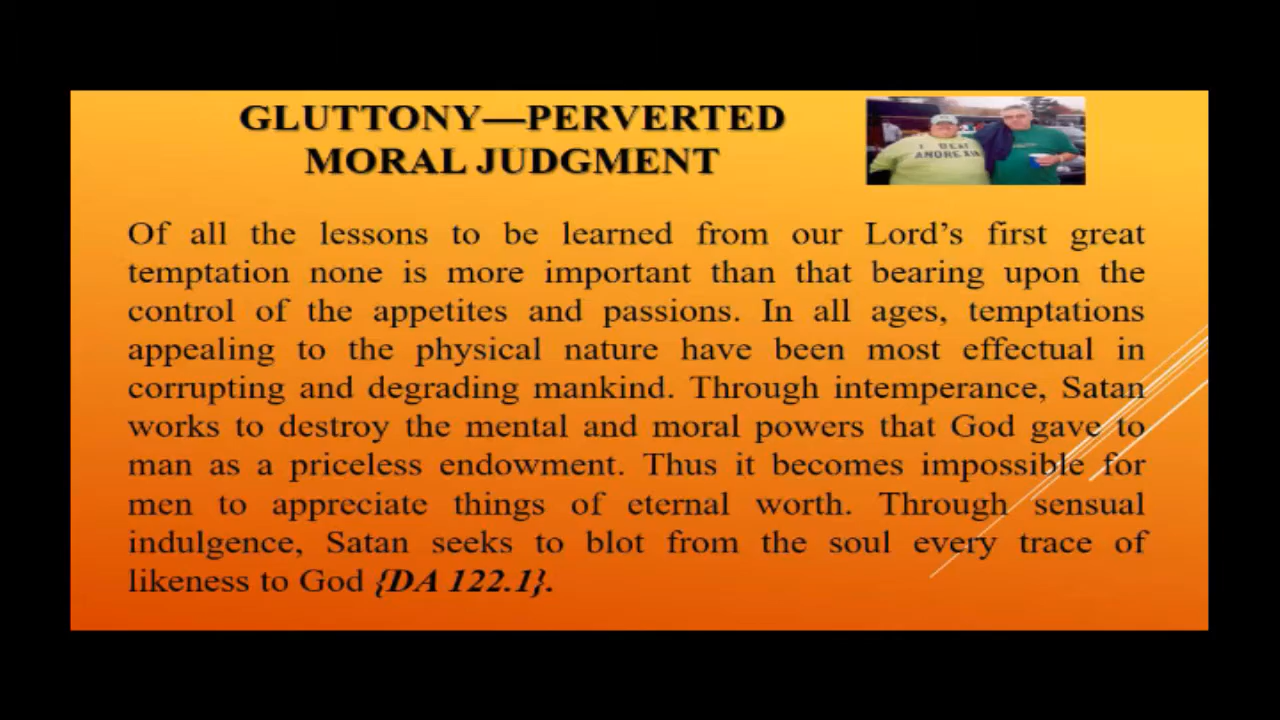 GLUTTONY—PERVERTED
MORAL JUDGMENT
I BEAT
ANOREXIA
Of all the lessons to be learned from our Lord’s first great
temptation none is more important than that bearing upon the
control of the appetites and passions. In all ages, temptations
appealing to the physical nature have been most effectual in
corrupting and degrading mankind. Through intemperance, Satan
works to destroy the mental and moral powers that God gave to
man as a priceless endowment. Thus it becomes impossible for
men to appreciate things of eternal worth. Through sensual
indulgence, Satan seeks to blot from the soul every trace of
likeness to God {DA 122.1}.